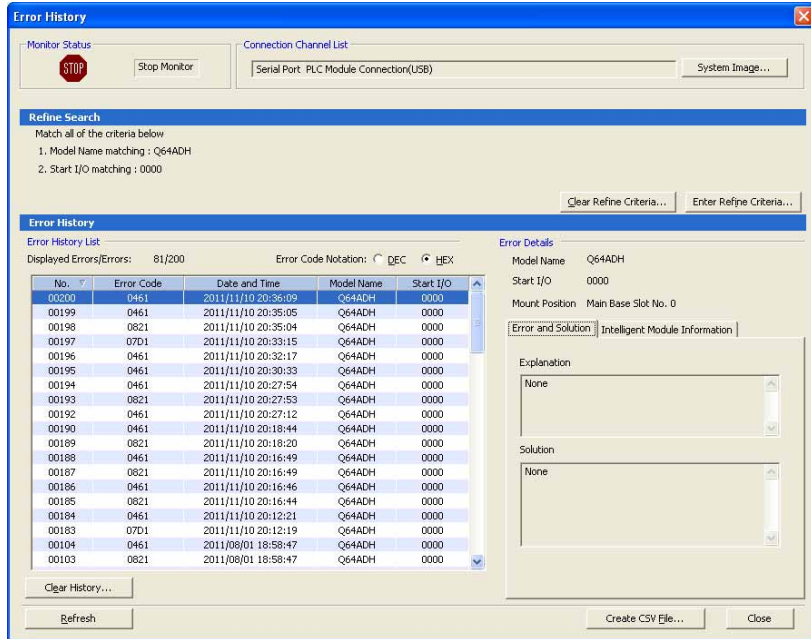 Error History
Monitor Status
STOP
Stop Monitor
Connection Channel List
Serial Port PLC Module Connection(USB)
System Image...
Refine Search
Match all of the criteria below
1. Model Name matching : Q64ADH
2. Start I/O matching : 0000
Clear Refine Criteria...
Enter Refine Criteria...
Error History
Error History List
Displayed Errors/Errors: 81/200
Error Code Notation: DEC HEX
No. Error Code Date and Time Model Name Start I/O
00200 0461 2011/11/10 20:36:09 Q64ADH 0000
00199 0461 2011/11/10 20:35:05 Q64ADH 0000
00198 0821 2011/11/10 20:35:04 Q64ADH 0000
00197 07D1 2011/11/10 20:33:15 Q64ADH 0000
00196 0461 2011/11/10 20:32:17 Q64ADH 0000
00195 0461 2011/11/10 20:30:33 Q64ADH 0000
00194 0461 2011/11/10 20:27:54 Q64ADH 0000
00193 0821 2011/11/10 20:27:53 Q64ADH 0000
00192 0461 2011/11/10 20:27:12 Q64ADH 0000
00190 0461 2011/11/10 20:18:44 Q64ADH 0000
00189 0821 2011/11/10 20:18:20 Q64ADH 0000
00188 0461 2011/11/10 20:16:49 Q64ADH 0000
00187 0821 2011/11/10 20:16:49 Q64ADH 0000
00186 0461 2011/11/10 20:16:46 Q64ADH 0000
00185 0821 2011/11/10 20:16:44 Q64ADH 0000
00184 0461 2011/11/10 20:12:21 Q64ADH 0000
00183 07D1 2011/11/10 20:12:19 Q64ADH 0000
00104 0461 2011/08/01 18:58:47 Q64ADH 0000
00103 0821 2011/08/01 18:58:47 Q64ADH 0000
Clear History...
Error Details
Model Name Q64ADH
Start I/O 0000
Mount Position Main Base Slot No. 0
Error and Solution
Intelligent Module Information
Explanation
None
Solution
None
Refresh
Create CSV File...
Close